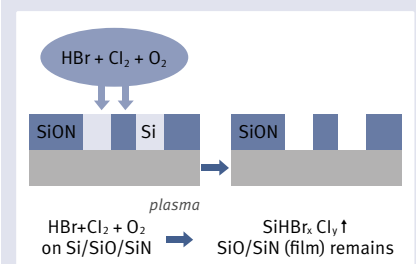 HBr + Cl₂ + O₂
SiON
Si
SiON
plasma
HBr+Cl₂ + O₂
on Si/SiO/SiN
SiHBrₓ Clᵧ↑
SiO/SiN (film) remains